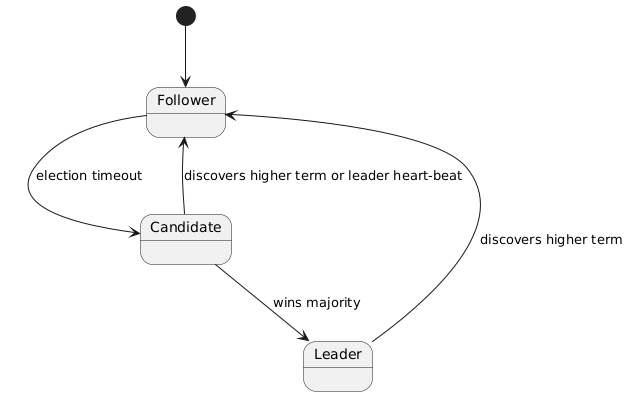 Follower
election timeout
discovers higher term or leader heart-beat
Candidate
discovers higher term
wins majority
Leader